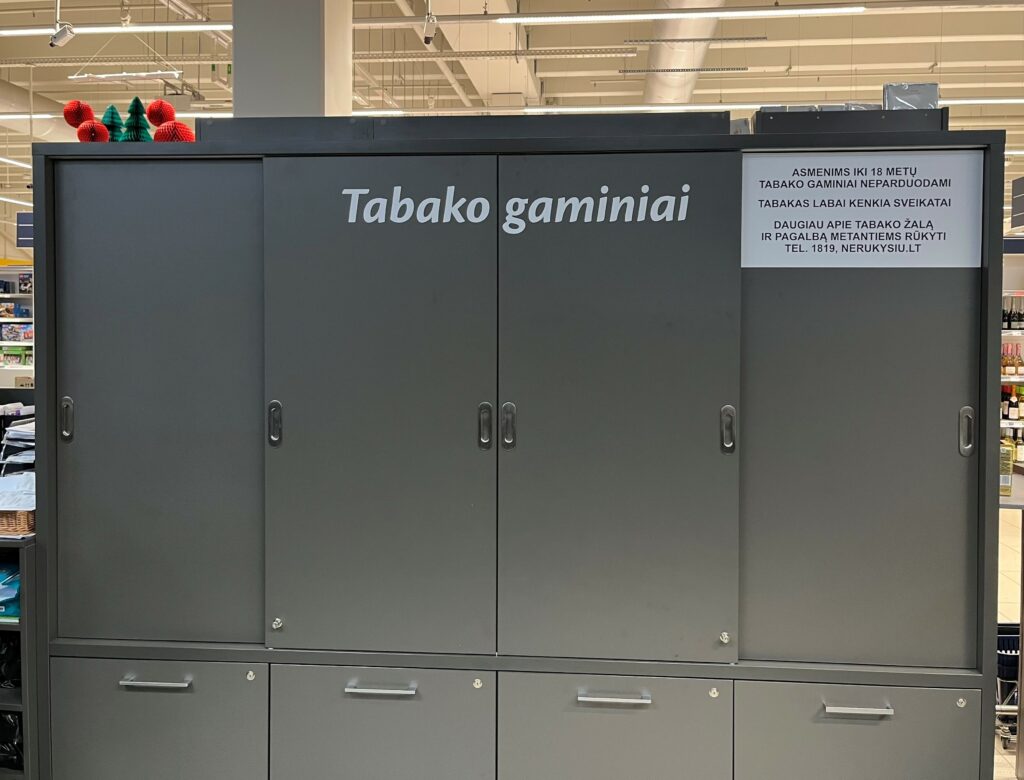 Tabako gaminiai
ASMENIMS IKI 18 METŲ
TABAKO GAMINIAI NEPARDUODAMI
TABAKAS LABAI KENKIA SVEIKATAI
DAUGIAU APIE TABAKO ŽALĄ
IR PAGALBĄ METANTIEMS RŪKYTI
TEL. 1819, NERUKYSIU.LT